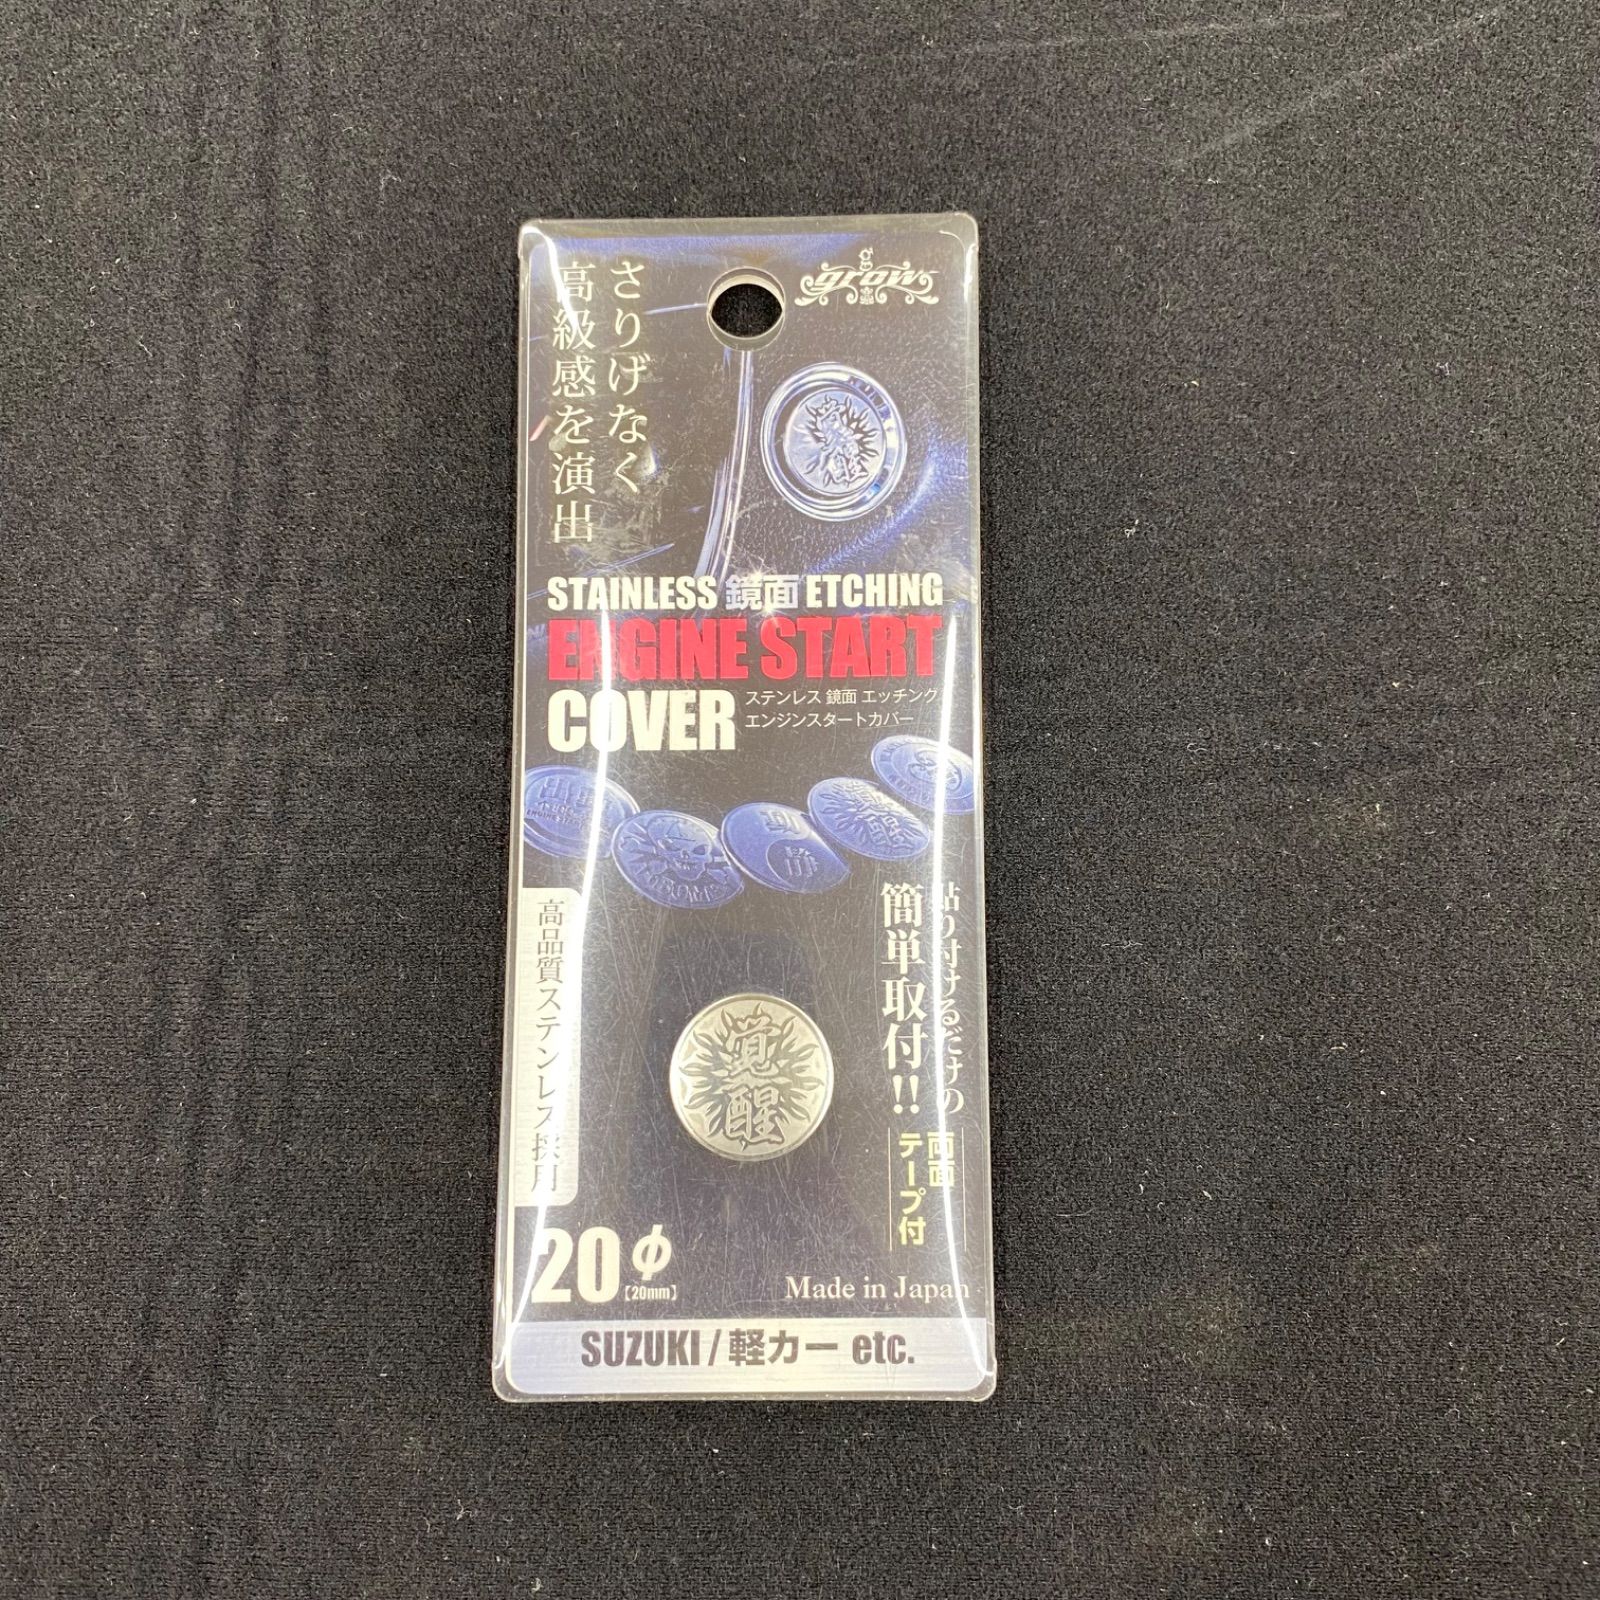 grow
さりげなく
高級感を演出
覚醒
STAINLESS 鏡面 ETCHING
ENGINE START
COVER
ステンレス 鏡面 エッチング
エンジンスタートカバー
貼り付けるだけの
簡単取付!!
両面
テープ付
高品質ステンレス採用
覚醒
20φ
【20mm】
Made in Japan
SUZUKI / 軽カー etc.